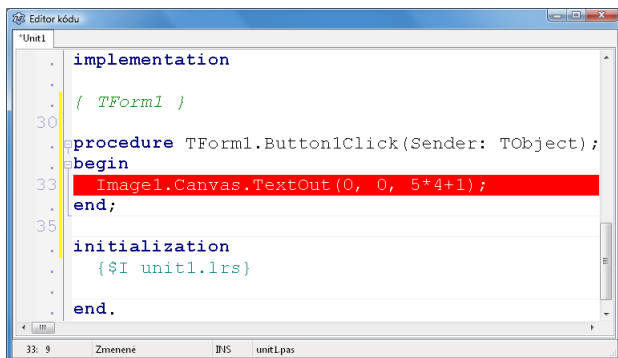 Editor kódu
*Unit1
implementation
{ TForm1 }
30
procedure TForm1.Button1Click(Sender: TObject);
begin
33 Image1.Canvas.TextOut(0, 0, 5*4+1);
end;
35
initialization
{$I unit1.lrs}
end.
33: 9 Zmenené INS unit1.pas